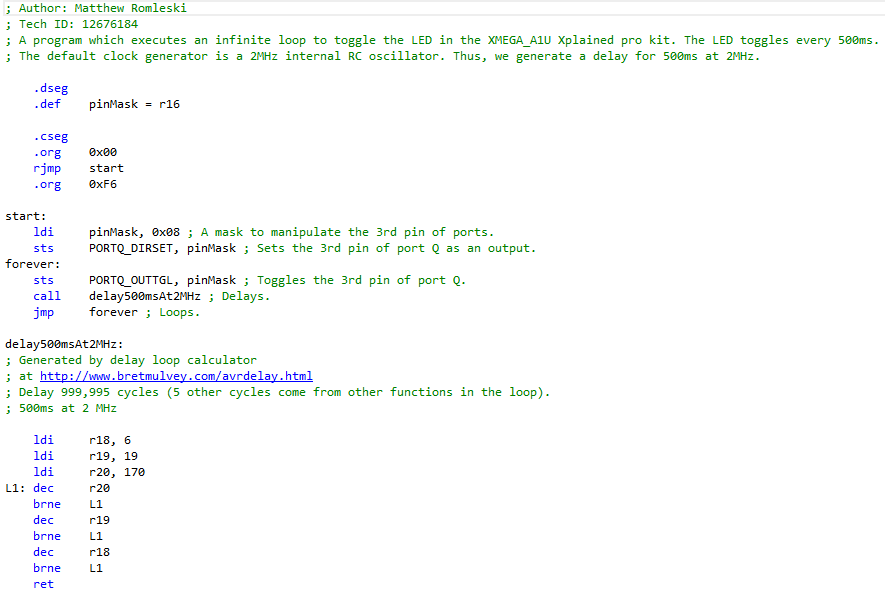 ; Author: Matthew Romleski
; Tech ID: 12676184
; A program which executes an infinite loop to toggle the LED in the XMEGA_A1U Xplained pro kit. The LED toggles every 500ms.
; The default clock generator is a 2MHz internal RC oscillator. Thus, we generate a delay for 500ms at 2MHz.
.dseg
.def pinMask = r16
.cseg
.org 0x00
rjmp start
.org 0xF6
start:
ldi pinMask, 0x08 ; A mask to manipulate the 3rd pin of ports.
sts PORTQ_DIRSET, pinMask ; Sets the 3rd pin of port Q as an output.
forever:
sts PORTQ_OUTTGL, pinMask ; Toggles the 3rd pin of port Q.
call delay500msAt2MHz ; Delays.
jmp forever ; Loops.
delay500msAt2MHz:
; Generated by delay loop calculator
; at http://www.bretmulvey.com/avrdelay.html
; Delay 999,995 cycles (5 other cycles come from other functions in the loop).
; 500ms at 2 MHz
ldi r18, 6
ldi r19, 19
ldi r20, 170
L1: dec r20
brne L1
dec r19
brne L1
dec r18
brne L1
ret